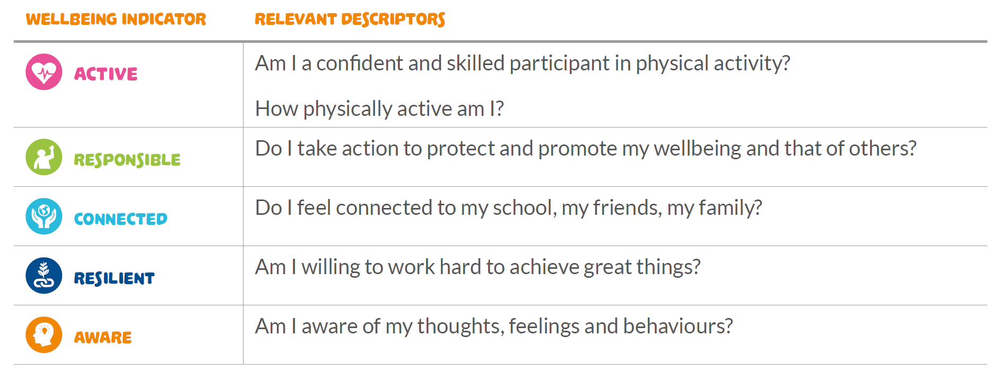 WELLBEING INDICATOR
RELEVANT DESCRIPTORS
ACTIVE
Am I a confident and skilled participant in physical activity?
How physically active am I?
RESPONSIBLE
Do I take action to protect and promote my wellbeing and that of others?
CONNECTED
Do I feel connected to my school, my friends, my family?
RESILIENT
Am I willing to work hard to achieve great things?
AWARE
Am I aware of my thoughts, feelings and behaviours?